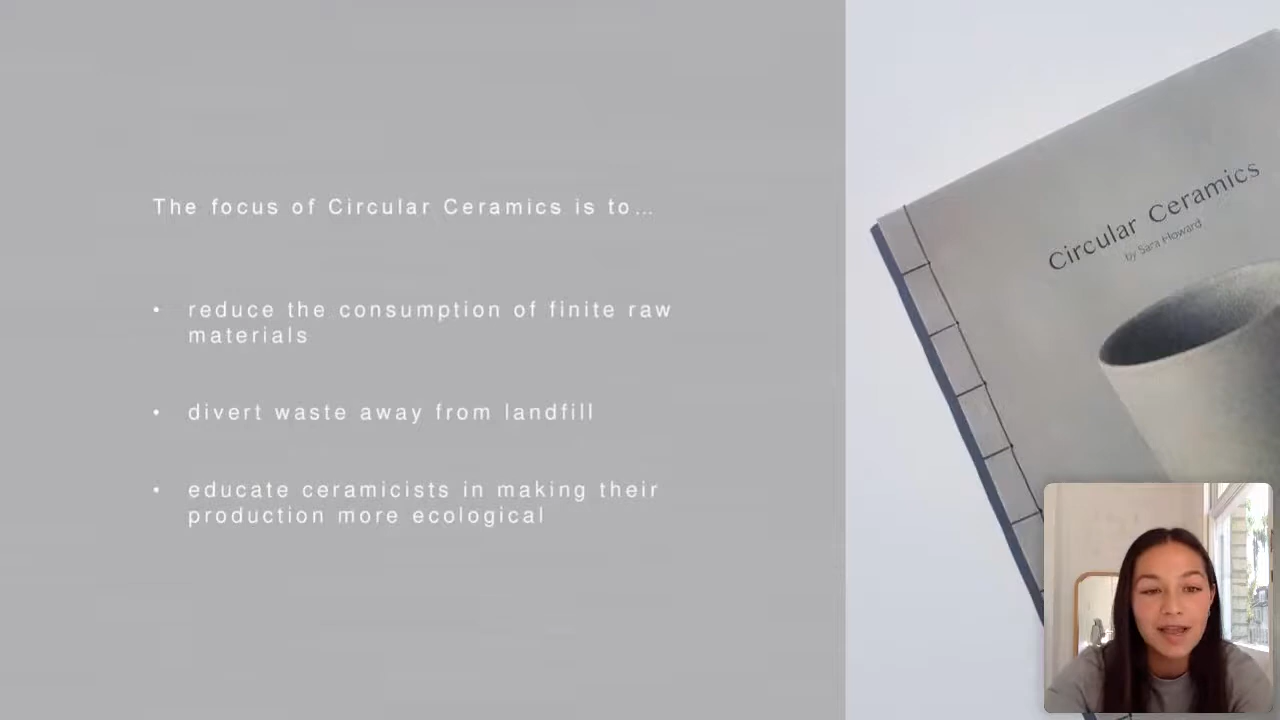 The focus of Circular Ceramics is to...
• reduce the consumption of finite raw
materials
• divert waste away from landfill
• educate ceramicists in making their
production more ecological
Circular Ceramics
by Sara Howard